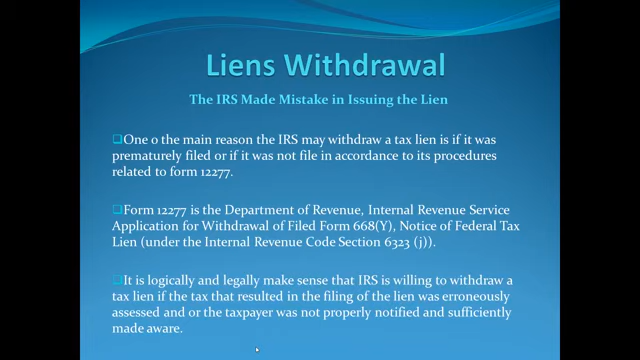 Liens Withdrawal
The IRS Made Mistake in Issuing the Lien
One o the main reason the IRS may withdraw a tax lien is if it was
prematurely filed or if it was not file in accordance to its procedures
related to form 12277.
Form 12277 is the Department of Revenue, Internal Revenue Service
Application for Withdrawal of Filed Form 668(Y), Notice of Federal Tax
Lien (under the Internal Revenue Code Section 6323 (j)).
It is logically and legally make sense that IRS is willing to withdraw a
tax lien if the tax that resulted in the filing of the lien was erroneously
assessed and or the taxpayer was not properly notified and sufficiently
made aware.